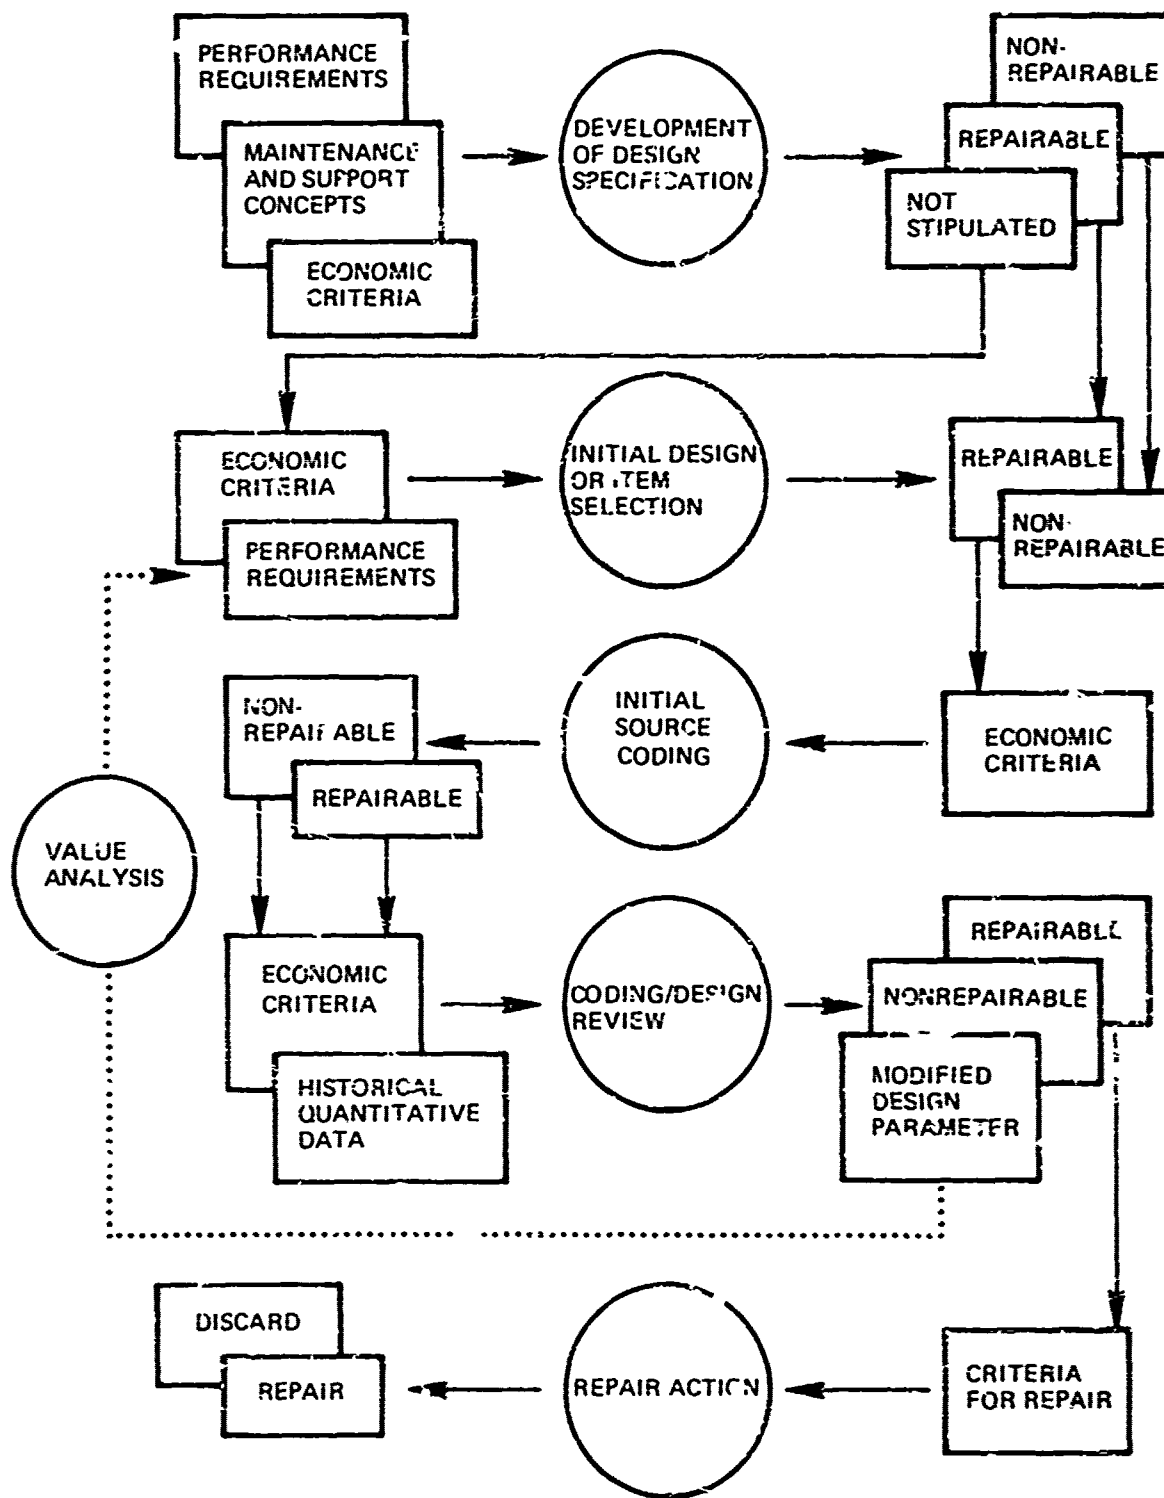 PERFORMANCE
REQUIREMENTS
MAINTENANCE
AND SUPPORT
CONCEPTS
ECONOMIC
CRITERIA
DEVELOPMENT
OF DESIGN
SPECIFICATION
NON-
REPAIRABLE
REPAIRABLE
NOT
STIPULATED
ECONOMIC
CRITERIA
PERFORMANCE
REQUIREMENTS
INITIAL DESIGN
OR ITEM
SELECTION
REPAIRABLE
NON-
REPAIRABLE
NON-
REPAIRABLE
REPAIRABLE
INITIAL
SOURCE
CODING
ECONOMIC
CRITERIA
VALUE
ANALYSIS
ECONOMIC
CRITERIA
HISTORICAL
QUANTITATIVE
DATA
CODING/DESIGN
REVIEW
REPAIRABLE
NONREPAIRABLE
MODIFIED
DESIGN
PARAMETER
DISCARD
REPAIR
REPAIR ACTION
CRITERIA
FOR REPAIR